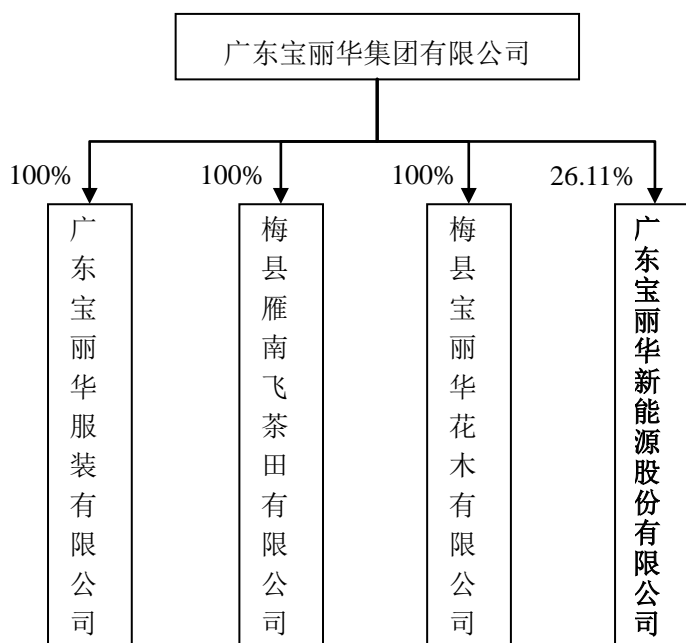 广东宝丽华集团有限公司
100%
100%
100%
26.11%
广东宝丽华服装有限公司
梅县雁南飞茶田有限公司
梅县宝丽华花木有限公司
广东宝丽华新能源股份有限公司